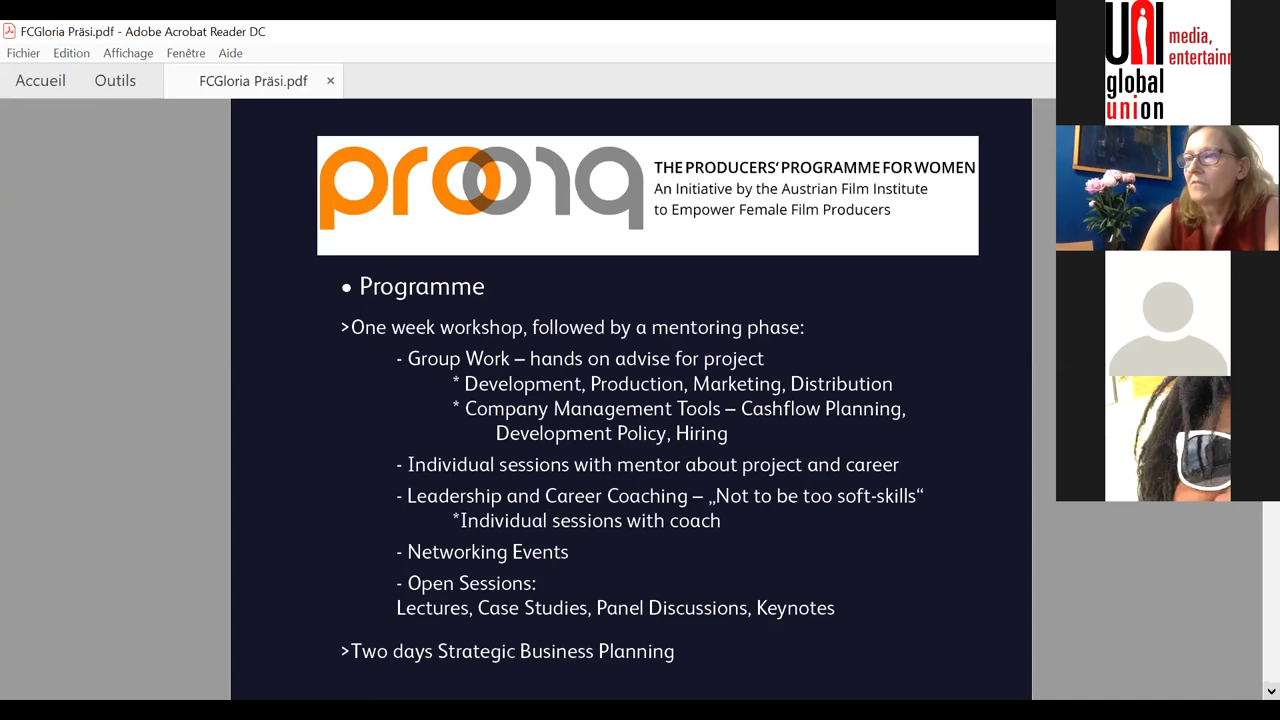 FCGloria Präsi.pdf - Adobe Acrobat Reader DC
Fichier Edition Affichage Fenêtre Aide
Accueil Outils FCGloria Präsi.pdf ×
proproq
THE PRODUCERS' PROGRAMME FOR WOMEN
An Initiative by the Austrian Film Institute
to Empower Female Film Producers
• Programme
>One week workshop, followed by a mentoring phase:
- Group Work – hands on advise for project
* Development, Production, Marketing, Distribution
* Company Management Tools – Cashflow Planning,
Development Policy, Hiring
- Individual sessions with mentor about project and career
- Leadership and Career Coaching – „Not to be too soft-skills“
*Individual sessions with coach
- Networking Events
- Open Sessions:
Lectures, Case Studies, Panel Discussions, Keynotes
>Two days Strategic Business Planning
UNI
global
union
media,
entertainm